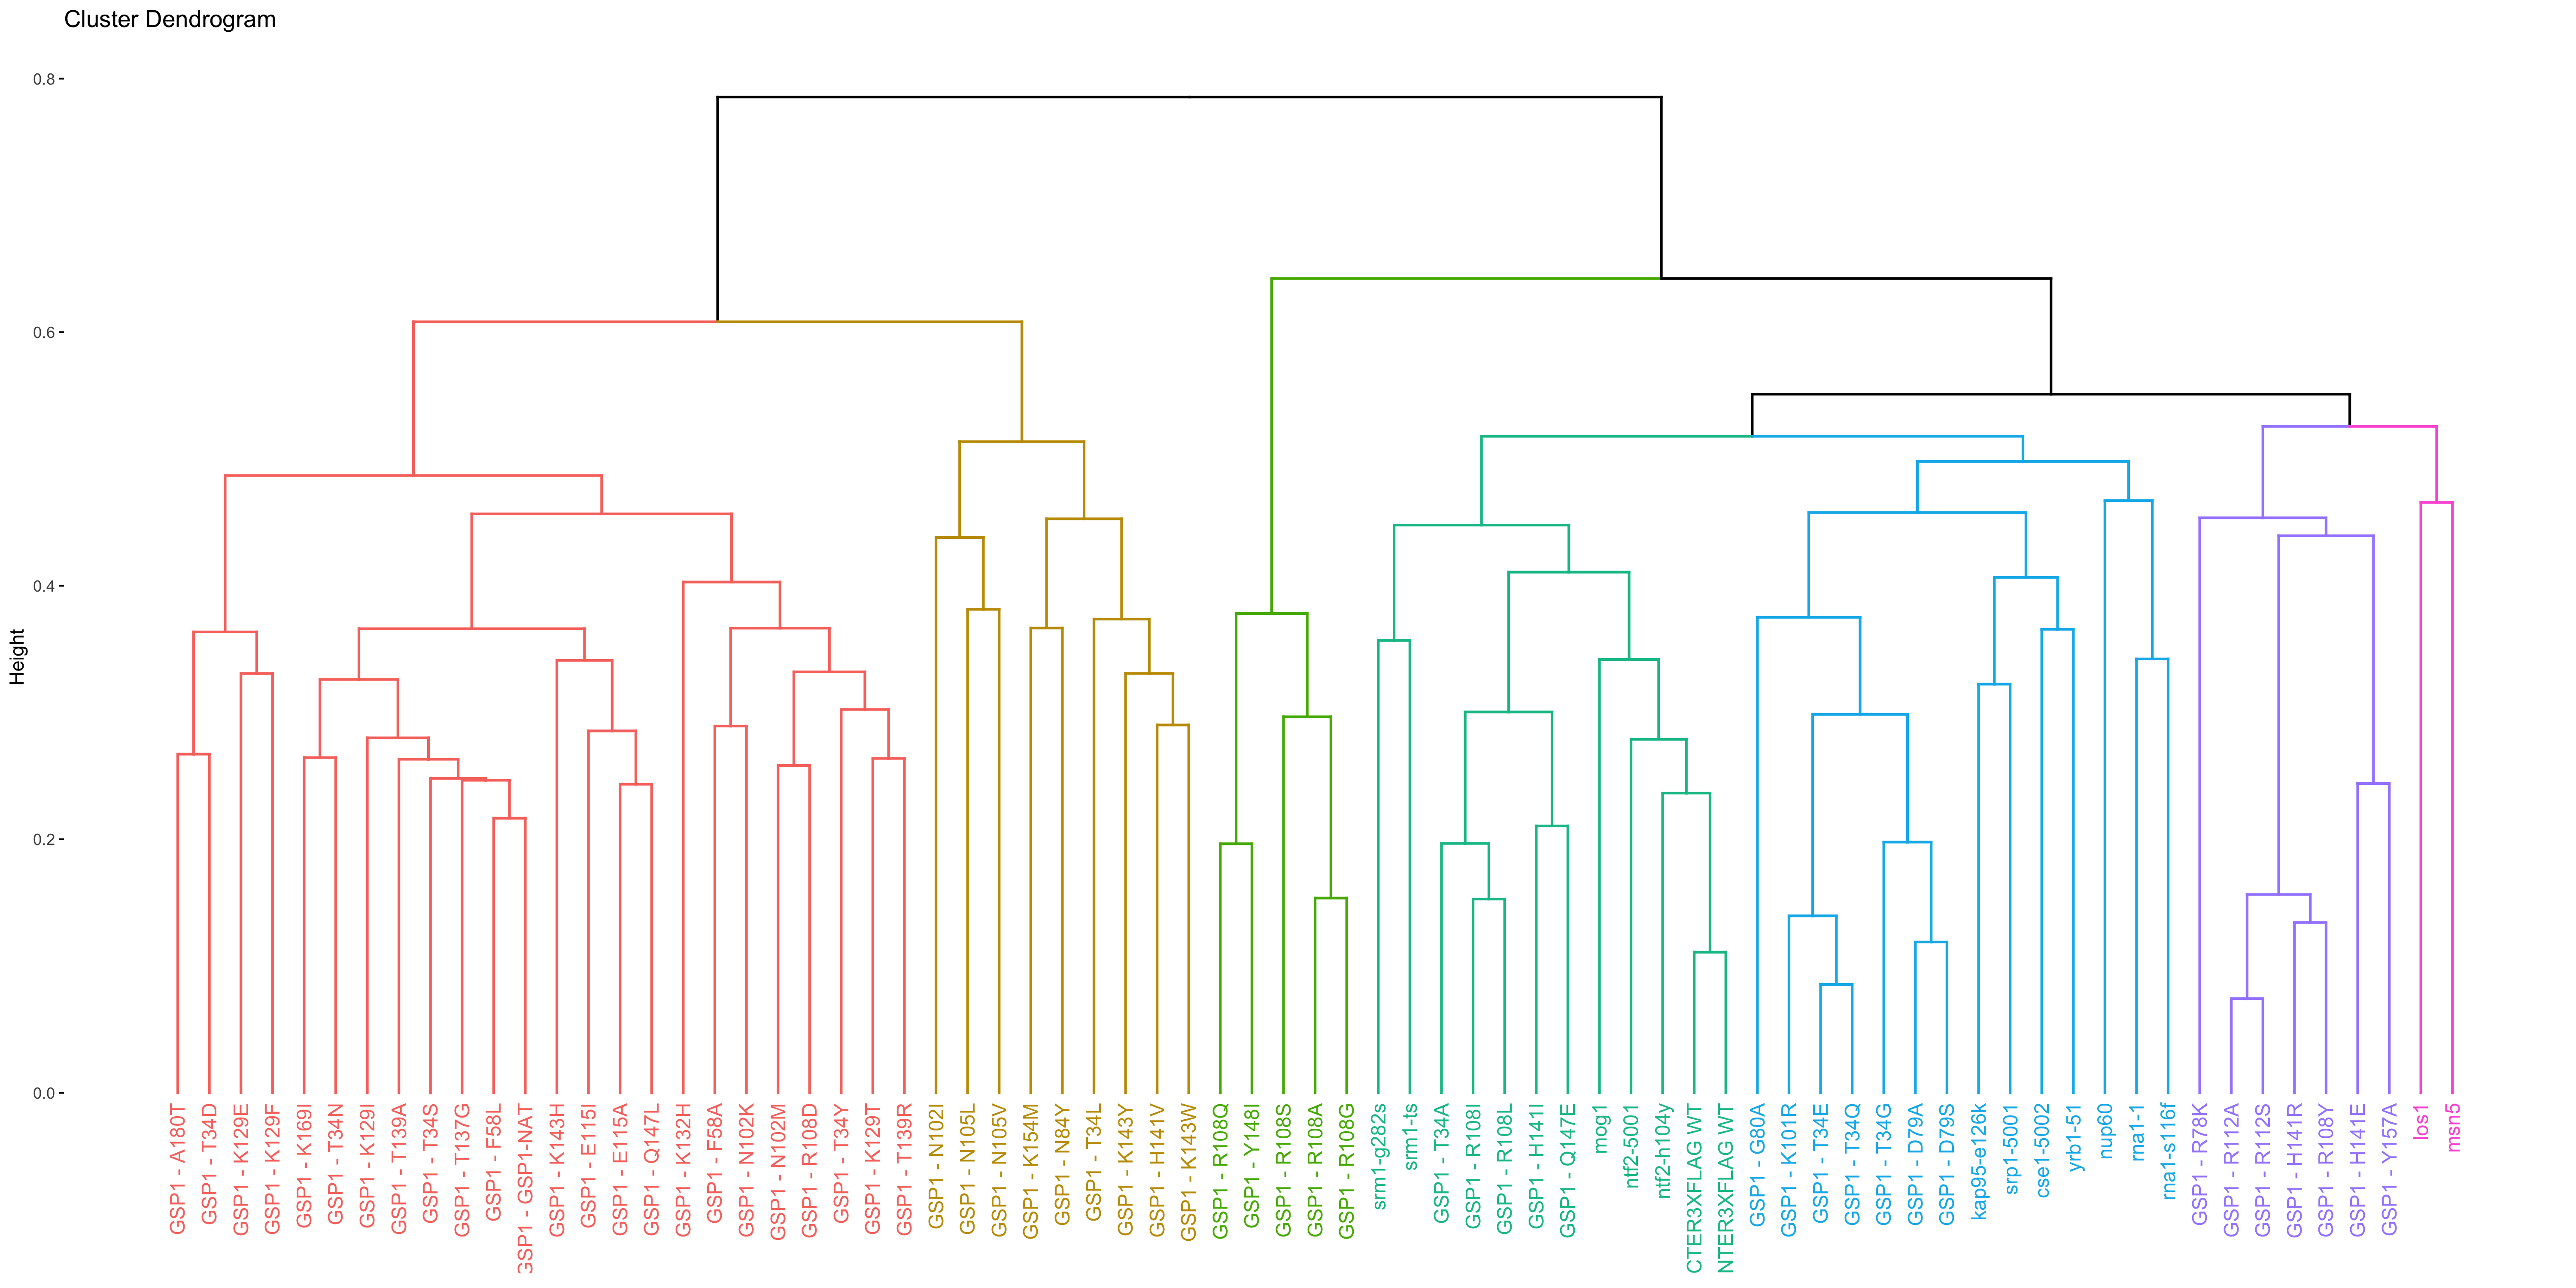 Cluster Dendrogram
0.8
0.6
0.4
0.2
0.0
Height
GSP1 - A180T
GSP1 - T34D
GSP1 - K129E
GSP1 - K129F
GSP1 - K169I
GSP1 - T34N
GSP1 - K129I
GSP1 - T139A
GSP1 - T34S
GSP1 - T137G
GSP1 - F58L
GSP1 - GSP1-NAT
GSP1 - K143H
GSP1 - E115I
GSP1 - E115A
GSP1 - Q147L
GSP1 - K132H
GSP1 - F58A
GSP1 - N102K
GSP1 - N102M
GSP1 - R108D
GSP1 - T34Y
GSP1 - K129T
GSP1 - T139R
GSP1 - N102I
GSP1 - N105L
GSP1 - N105V
GSP1 - K154M
GSP1 - N84Y
GSP1 - T34L
GSP1 - K143Y
GSP1 - H141V
GSP1 - K143W
GSP1 - R108Q
GSP1 - Y148I
GSP1 - R108S
GSP1 - R108A
GSP1 - R108G
srm1-g282s
srm1-ts
GSP1 - T34A
GSP1 - R108I
GSP1 - R108L
GSP1 - H141I
GSP1 - Q147E
mog1
ntf2-5001
ntf2-h104y
CTER3XFLAG WT
NTER3XFLAG WT
GSP1 - G80A
GSP1 - K101R
GSP1 - T34E
GSP1 - T34Q
GSP1 - T34G
GSP1 - D79A
GSP1 - D79S
kap95-e126k
srp1-5001
cse1-5002
yrb1-51
nup60
rna1-1
rna1-s116f
GSP1 - R78K
GSP1 - R112A
GSP1 - R112S
GSP1 - H141R
GSP1 - R108Y
GSP1 - H141E
GSP1 - Y157A
los1
msn5